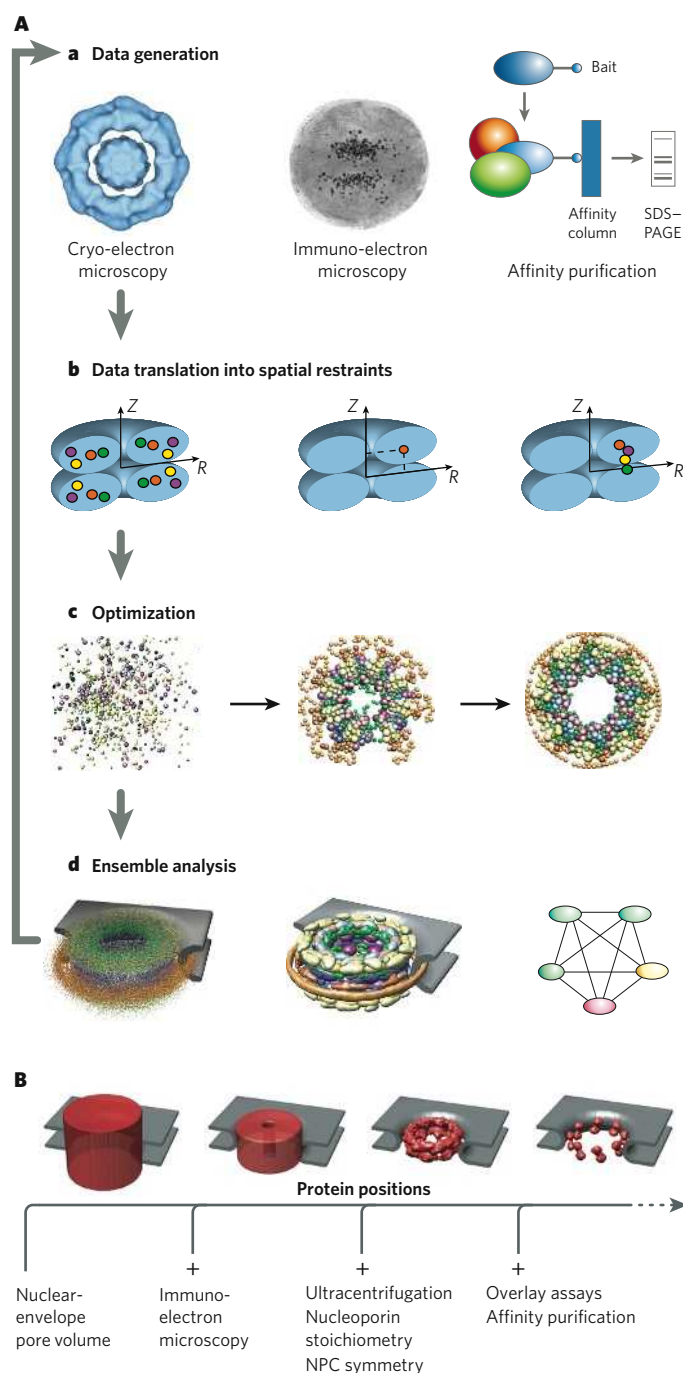 A
a Data generation
Bait
Cryo-electron
microscopy
Immuno-electron
microscopy
Affinity
column
SDS–
PAGE
Affinity purification
b Data translation into spatial restraints
Z
R
Z
R
Z
R
c Optimization
d Ensemble analysis
B
Protein positions
Nuclear-
envelope
pore volume
+
Immuno-
electron
microscopy
+
Ultracentrifugation
Nucleoporin
stoichiometry
NPC symmetry
+
Overlay assays
Affinity purification